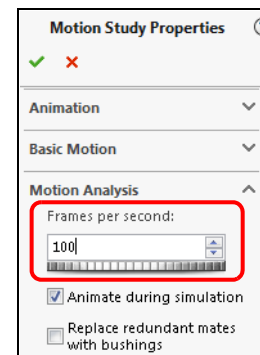 Motion Study Properties
Animation
Basic Motion
Motion Analysis
Frames per second:
100
Animate during simulation
Replace redundant mates
with bushings